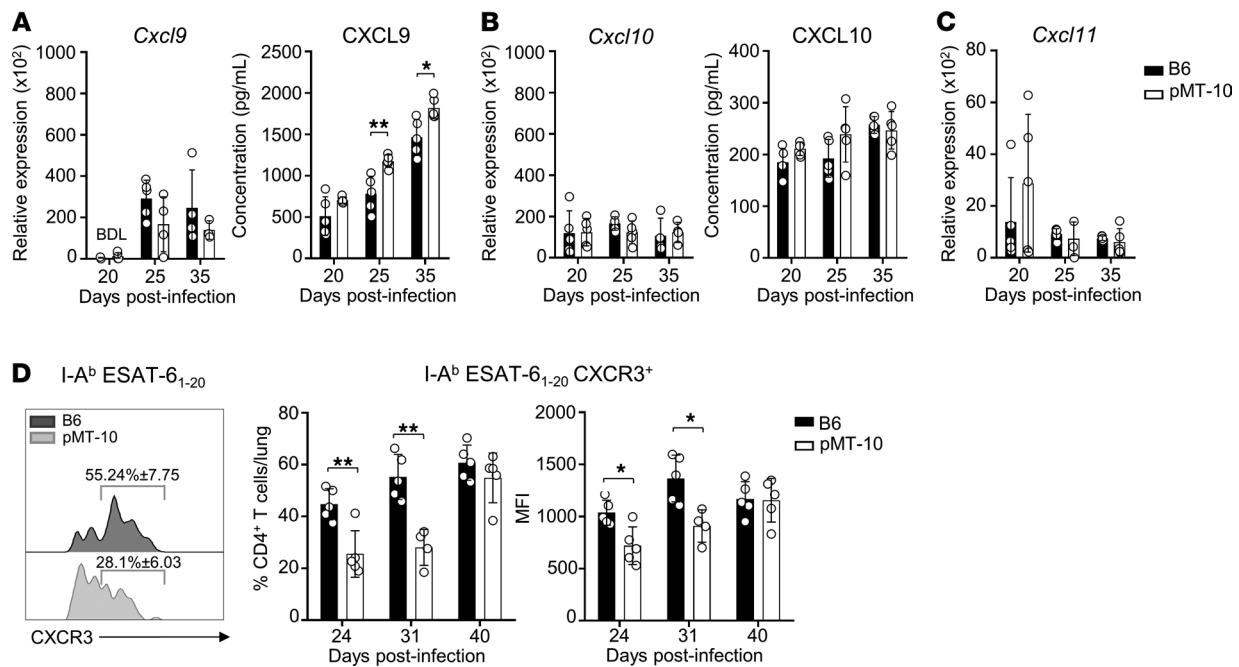 A
Cxcl9
Relative expression (x10²)
1000
800
600
400
200
0
BDL
20 25 35
Days post-infection
CXCL9
Concentration (pg/mL)
2500
2000
1500
1000
500
0
**
*
20 25 35
Days post-infection
B
Cxcl10
Relative expression (x10²)
1000
800
600
400
200
0
20 25 35
Days post-infection
CXCL10
Concentration (pg/mL)
400
300
200
100
0
20 25 35
Days post-infection
C
Cxcl11
Relative expression (x10²)
80
60
40
20
0
20 25 35
Days post-infection
B6
pMT-10
D
I-Aᵇ ESAT-6₁₋₂₀
B6
pMT-10
55.24%±7.75
28.1%±6.03
CXCR3
I-Aᵇ ESAT-6₁₋₂₀ CXCR3⁺
% CD4⁺ T cells/lung
80
60
40
20
0
**
**
24 31 40
Days post-infection
MFI
2000
1500
1000
500
0
*
*
24 31 40
Days post-infection
B6
pMT-10